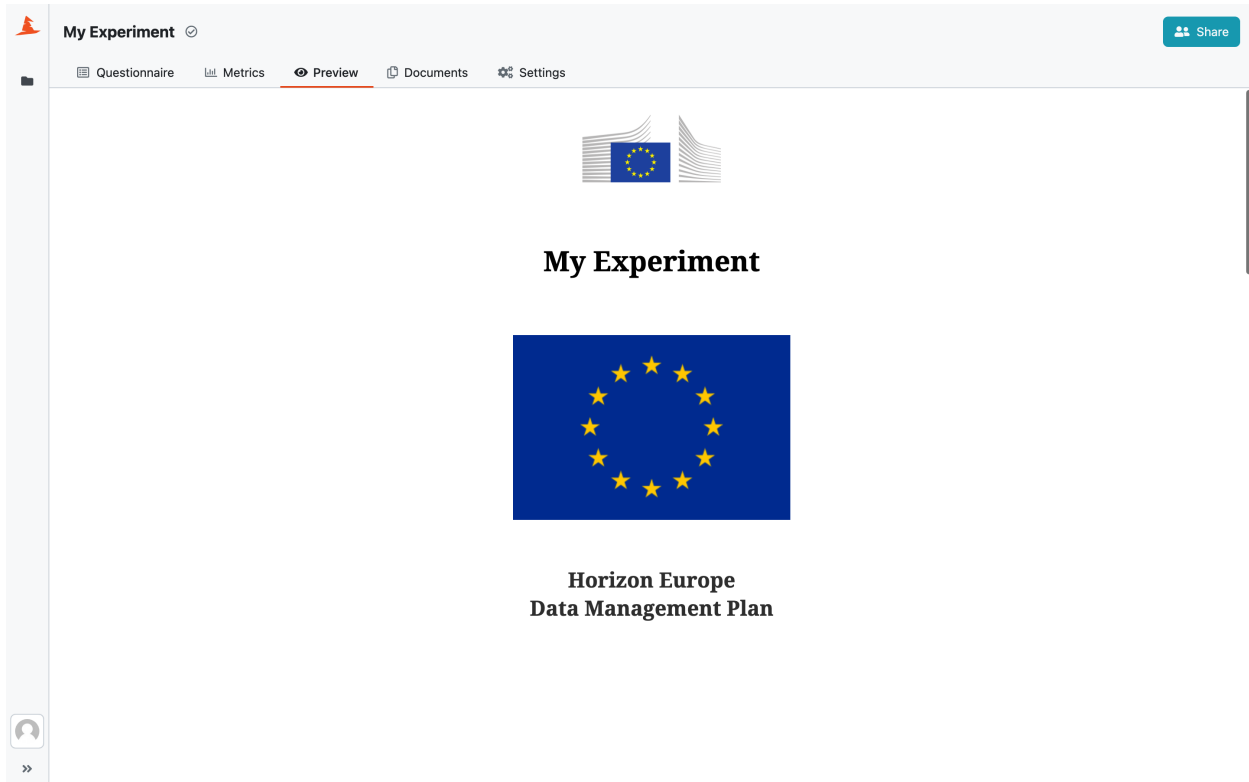 My Experiment
Share
Questionnaire
Metrics
Preview
Documents
Settings
My Experiment
Horizon Europe
Data Management Plan